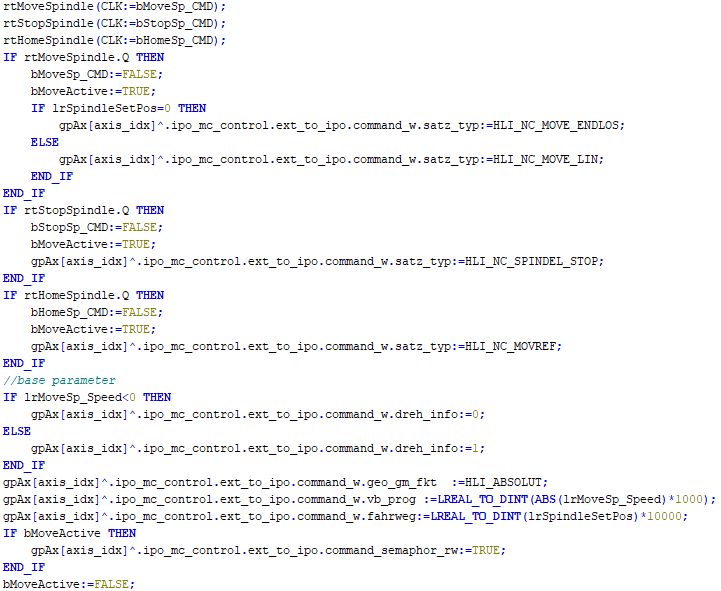 rtMoveSpindle(CLK:=bMoveSp_CMD);
rtStopSpindle(CLK:=bStopSp_CMD);
rtHomeSpindle(CLK:=bHomeSp_CMD);
IF rtMoveSpindle.Q THEN
    bMoveSp_CMD:=FALSE;
    bMoveActive:=TRUE;
    IF lrSpindleSetPos=0 THEN
        gpAx[axis_idx]^.ipo_mc_control.ext_to_ipo.command_w.satz_typ:=HLI_NC_MOVE_ENDLOS;
    ELSE
        gpAx[axis_idx]^.ipo_mc_control.ext_to_ipo.command_w.satz_typ:=HLI_NC_MOVE_LIN;
    END_IF
END_IF
IF rtStopSpindle.Q THEN
    bStopSp_CMD:=FALSE;
    bMoveActive:=TRUE;
    gpAx[axis_idx]^.ipo_mc_control.ext_to_ipo.command_w.satz_typ:=HLI_NC_SPINDEL_STOP;
END_IF
IF rtHomeSpindle.Q THEN
    bHomeSp_CMD:=FALSE;
    bMoveActive:=TRUE;
    gpAx[axis_idx]^.ipo_mc_control.ext_to_ipo.command_w.satz_typ:=HLI_NC_MOVREF;
END_IF
//base parameter
IF lrMoveSp_Speed<0 THEN
    gpAx[axis_idx]^.ipo_mc_control.ext_to_ipo.command_w.dreh_info:=0;
ELSE
    gpAx[axis_idx]^.ipo_mc_control.ext_to_ipo.command_w.dreh_info:=1;
END_IF
gpAx[axis_idx]^.ipo_mc_control.ext_to_ipo.command_w.geo_gm_fkt  :=HLI_ABSOLUT;
gpAx[axis_idx]^.ipo_mc_control.ext_to_ipo.command_w.vb_prog :=LREAL_TO_DINT(ABS(lrMoveSp_Speed)*1000);
gpAx[axis_idx]^.ipo_mc_control.ext_to_ipo.command_w.fahrweg:=LREAL_TO_DINT(lrSpindleSetPos)*10000;
IF bMoveActive THEN
    gpAx[axis_idx]^.ipo_mc_control.ext_to_ipo.command_semaphor_rw:=TRUE;
END_IF
bMoveActive:=FALSE;